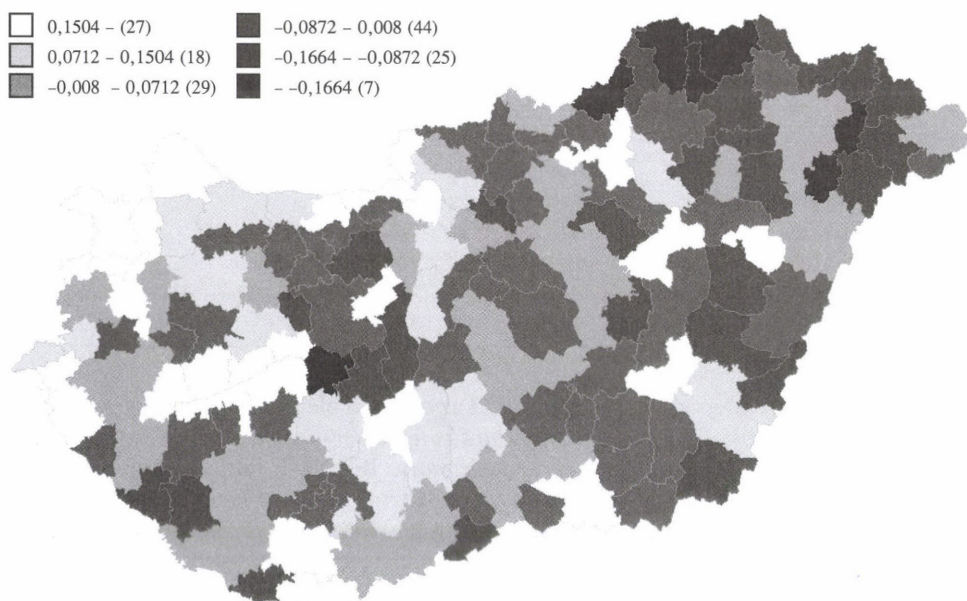 0,1504 – (27)
0,0712 – 0,1504 (18)
–0,008 – 0,0712 (29)
–0,0872 – 0,008 (44)
–0,1664 – –0,0872 (25)
– –0,1664 (7)